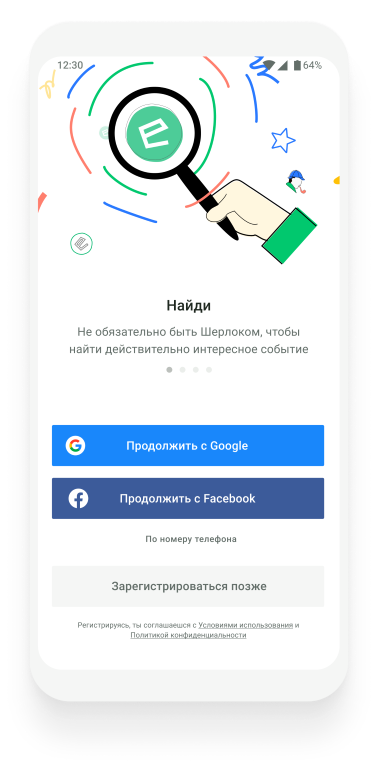 12:30 64%
Найди
Не обязательно быть Шерлоком, чтобы
найти действительно интересное событие
Продолжить с Google
Продолжить с Facebook
По номеру телефона
Зарегистрироваться позже
Регистрируясь, ты соглашаешся с Условиями использования и
Политикой конфиденциальности